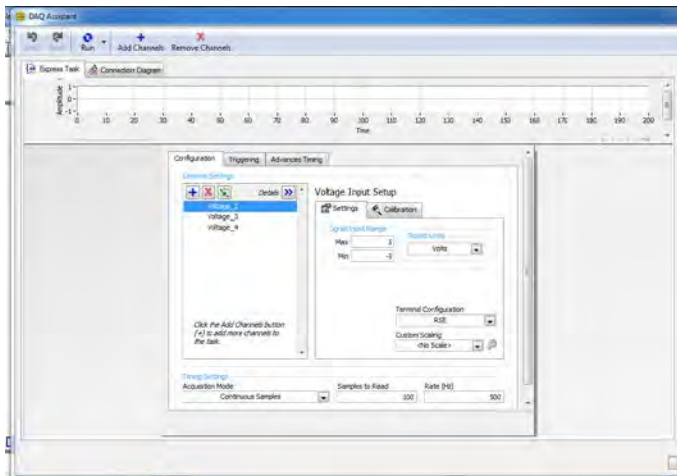 DAQ Assistant
Undo Redo Run Add Channels Remove Channels
Express Task Connection Diagram
Amplitude
1
0
-1
0 10 20 30 40 50 60 70 80 90 100 110 120 130 140 150 160 170 180 190 200
Time
Configuration Triggering Advanced Timing
Channel Settings
Details
Voltage_2
Voltage_3
Voltage_4
Click the Add Channels button
(+) to add more channels to
the task.
Voltage Input Setup
Settings Calibration
Signal Input Range
Max
Min
Scaled Units
Volts
Terminal Configuration
RSE
Custom Scaling
<No Scale>
Timing Settings
Acquisition Mode
Continuous Samples
Samples to Read
100
Rate (Hz)
500